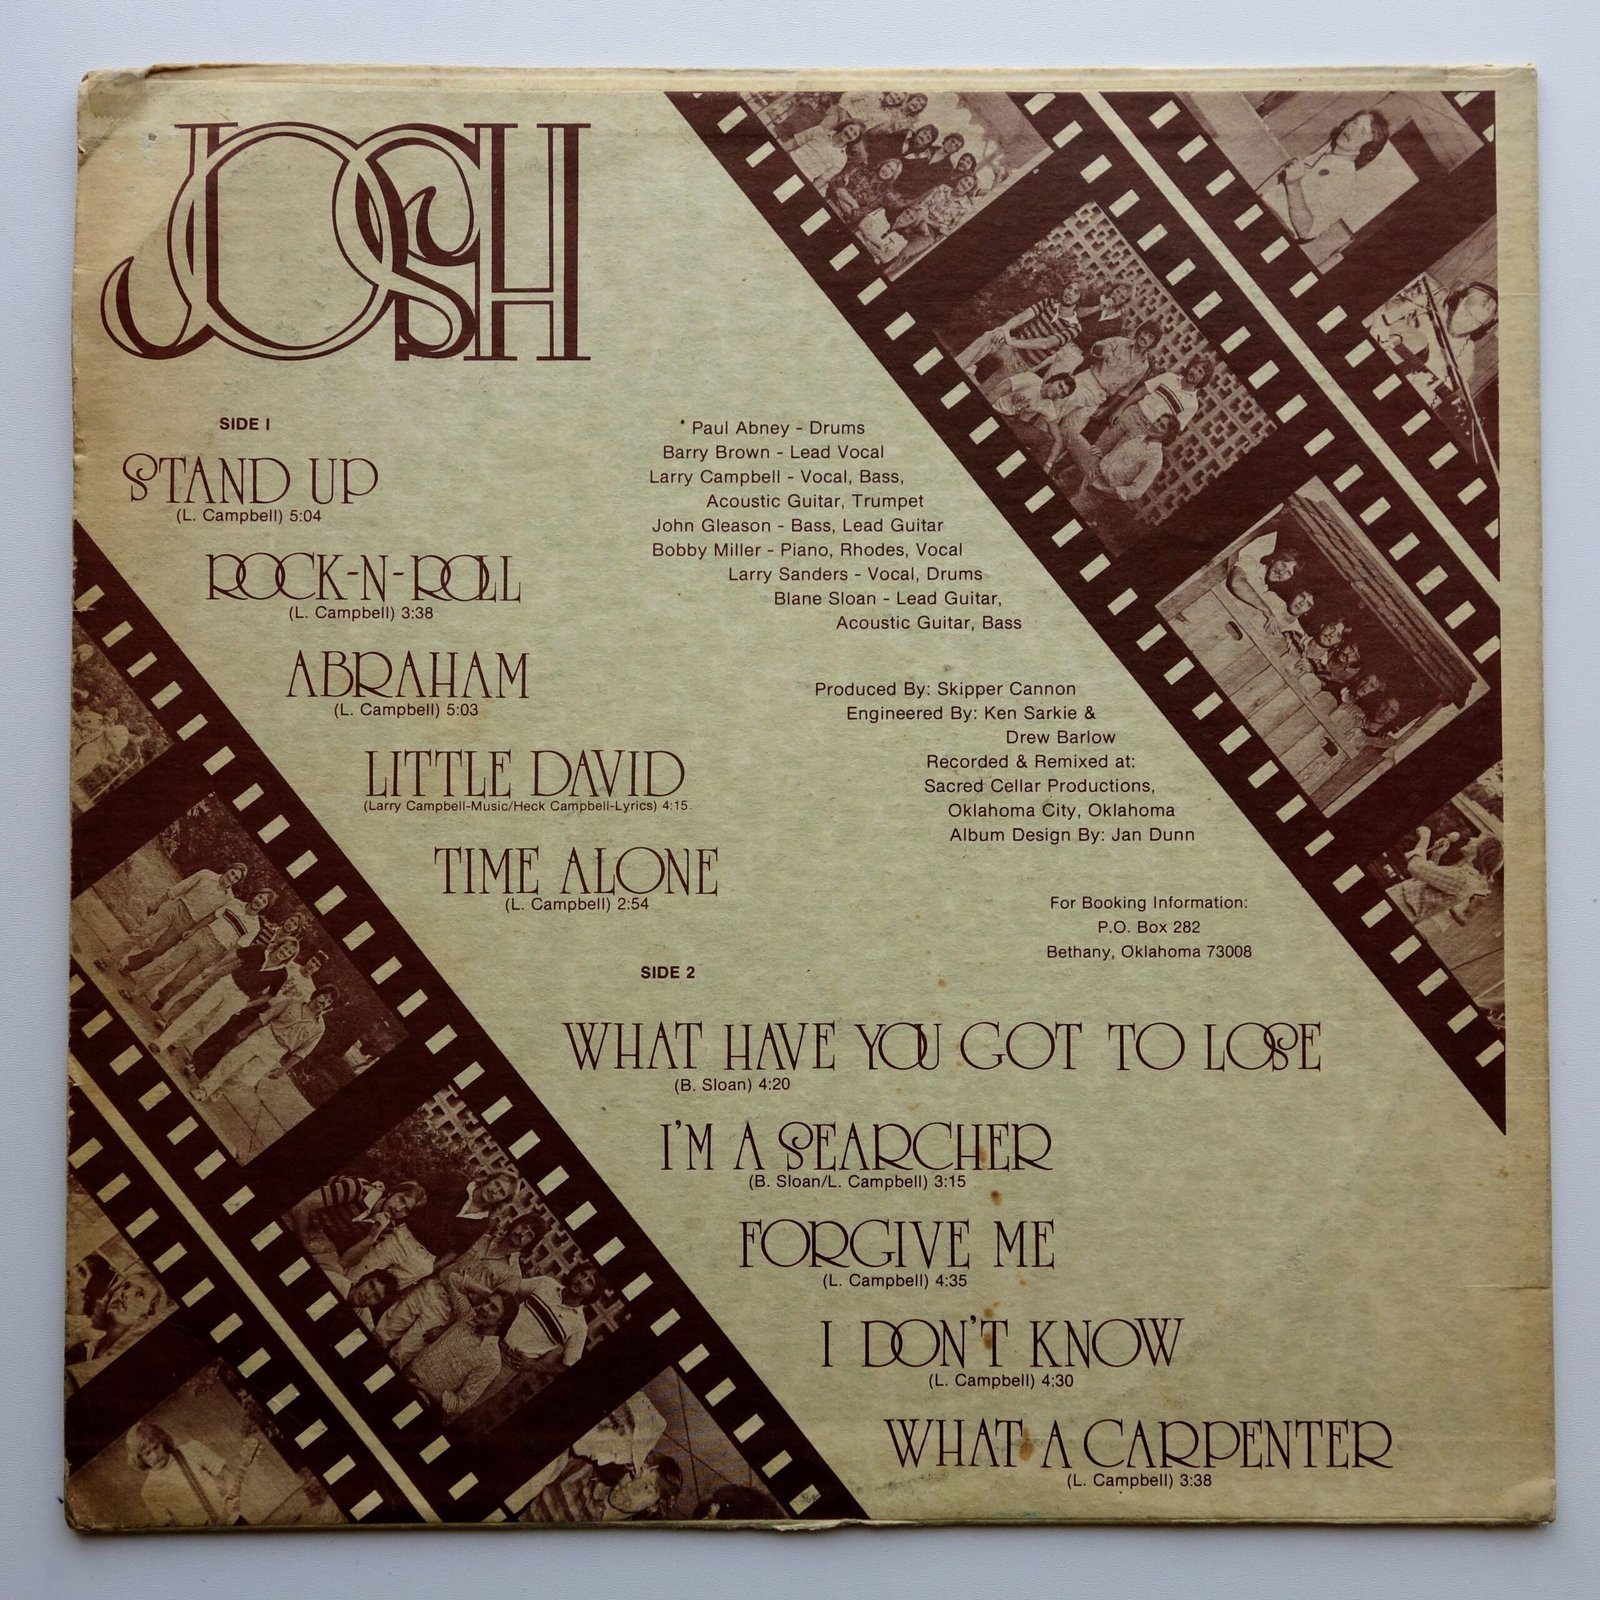 JOSH
SIDE I
STAND UP
(L. Campbell) 5:04
ROCK-N-ROLL
(L. Campbell) 3:38
ABRAHAM
(L. Campbell) 5:03
LITTLE DAVID
(Larry Campbell-Music/Heck Campbell-Lyrics) 4:15
TIME ALONE
(L. Campbell) 2:54
Paul Abney - Drums
Barry Brown - Lead Vocal
Larry Campbell - Vocal, Bass,
Acoustic Guitar, Trumpet
John Gleason - Bass, Lead Guitar
Bobby Miller - Piano, Rhodes, Vocal
Larry Sanders - Vocal, Drums
Blane Sloan - Lead Guitar,
Acoustic Guitar, Bass
Produced By: Skipper Cannon
Engineered By: Ken Sarkie &
Drew Barlow
Recorded & Remixed at:
Sacred Cellar Productions,
Oklahoma City, Oklahoma
Album Design By: Jan Dunn
For Booking Information:
P.O. Box 282
Bethany, Oklahoma 73008
SIDE 2
WHAT HAVE YOU GOT TO LOSE
(B. Sloan) 4:20
I'M A SEARCHER
(B. Sloan/L. Campbell) 3:15
FORGIVE ME
(L. Campbell) 4:35
I DON'T KNOW
(L. Campbell) 4:30
WHAT A CARPENTER
(L. Campbell) 3:38